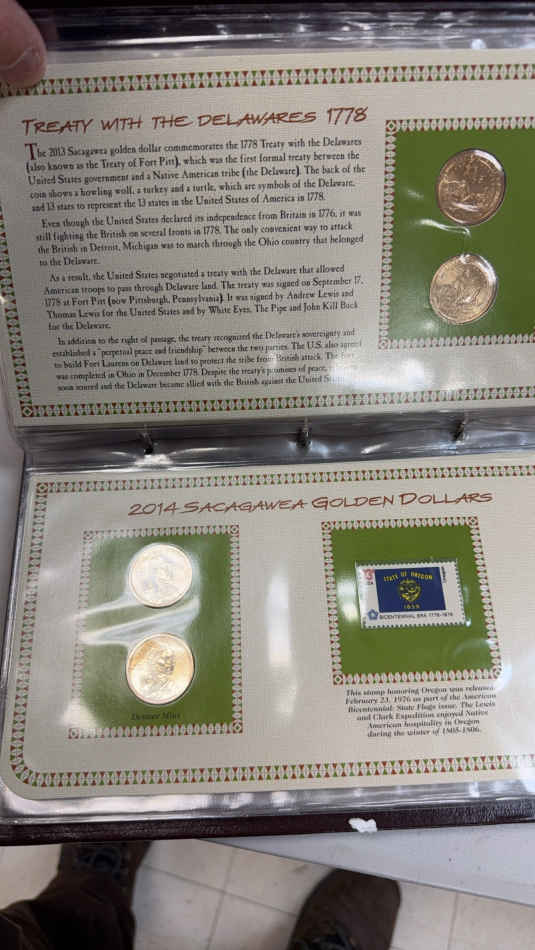 TREATY WITH THE DELAWARES 1778
The 2013 Sacagawea golden dollar commemorates the 1778 Treaty with the Delawares
(also known as the Treaty of Fort Pitt), which was the first formal treaty between the
United States government and a Native American tribe (the Delaware). The back of the
coin shows a howling wolf, a turkey and a turtle, which are symbols of the Delaware,
and 13 stars to represent the 13 states in the United States of America in 1778.
Even though the United States declared its independence from Britain in 1776, it was
still fighting the British on several fronts in 1778. The only convenient way to attack
the British in Detroit, Michigan was to march through the Ohio country that belonged
to the Delaware.
As a result, the United States negotiated a treaty with the Delaware that allowed
American troops to pass through Delaware land. The treaty was signed on September 17,
1778 at Fort Pitt (now Pittsburgh, Pennsylvania). It was signed by Andrew Lewis and
Thomas Lewis for the United States and by White Eyes, The Pipe and John Kill Buck
for the Delaware.
In addition to the right of passage, the treaty recognized the Delaware's sovereignty and
established a "perpetual peace and friendship" between the two parties. The U.S. also agreed
to build Fort Laurens on Delaware land to protect the tribe from British attack. The fort
was completed in Ohio in December 1778. Despite the treaty's promises of peace,
soon soured and the Delaware became allied with the British against the United
2014 SACAGAWEA GOLDEN DOLLARS
STATE OF OREGON
1859
BICENTENNIAL ERA 1776-1976
Denver Mint
This stamp honoring Oregon was released
February 23, 1976 as part of the American
Bicentennial: State Flags issue. The Lewis
and Clark Expedition enjoyed Native
American hospitality in Oregon
during the winter of 1805-1806.